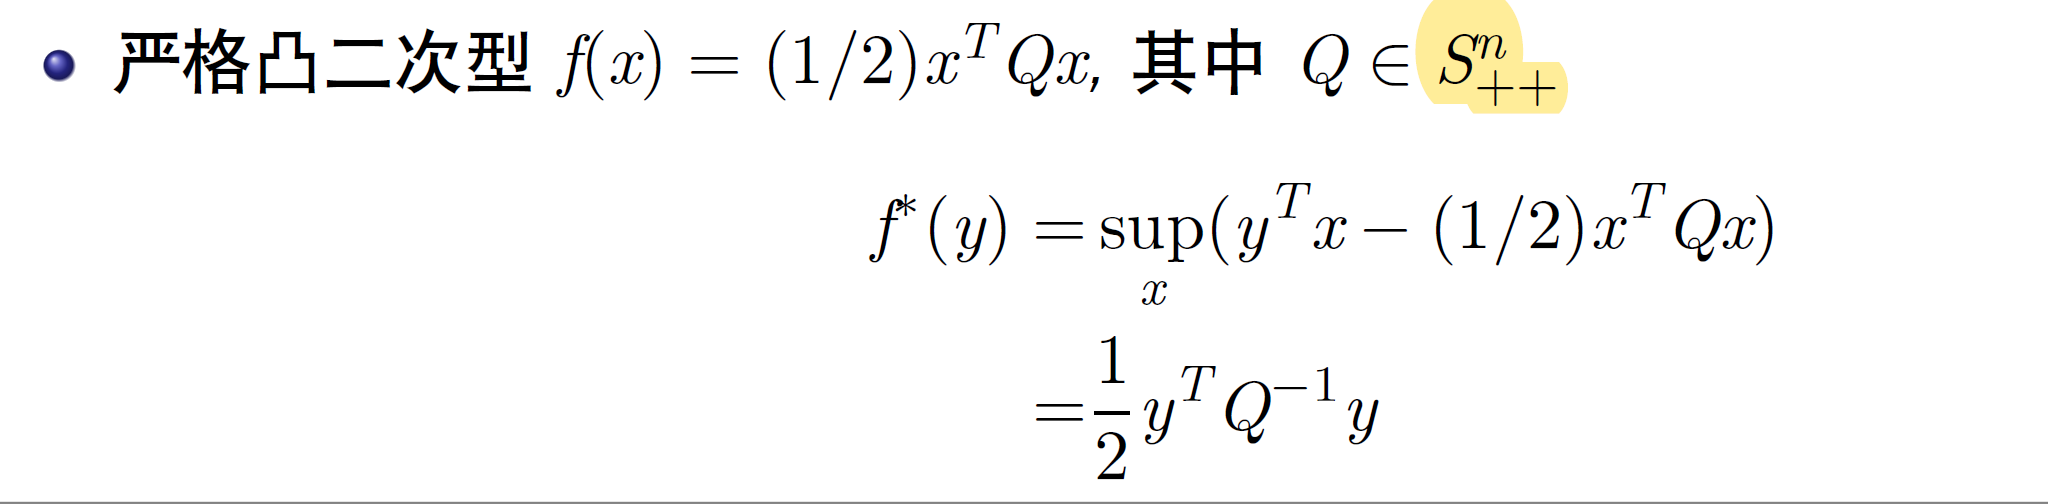 严格凸二次型 f(x) = (1/2)x^T Qx, 其中 Q ∈ S^n_{++}
f*(y) = sup_x (y^T x − (1/2)x^T Qx)
= \frac{1}{2} y^T Q^{-1} y